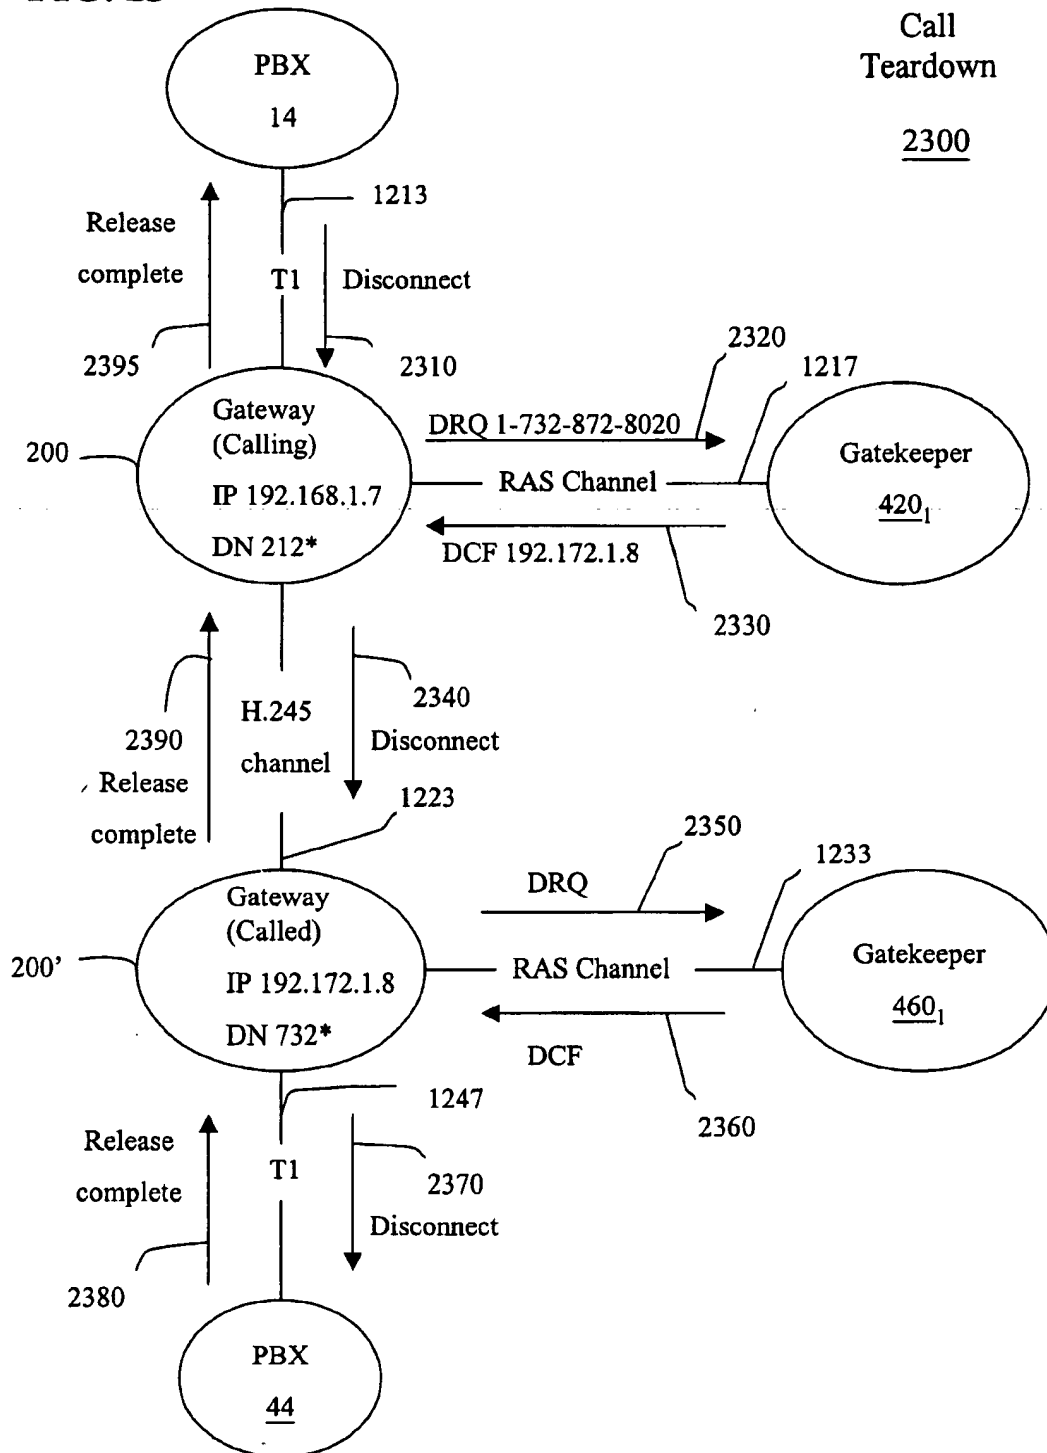 Call
Teardown
2300
PBX
14
1213
Release
complete
T1
Disconnect
2395
2310
2320
1217
200
Gateway
(Calling)
IP 192.168.1.7
DN 212*
DRQ 1-732-872-8020
RAS Channel
DCF 192.172.1.8
Gatekeeper
420₁
2330
2340
H.245
channel
2390
Disconnect
Release
complete
1223
2350
1233
200’
Gateway
(Called)
IP 192.172.1.8
DN 732*
DRQ
RAS Channel
DCF
Gatekeeper
460₁
1247
2360
Release
complete
T1
2370
Disconnect
2380
PBX
44